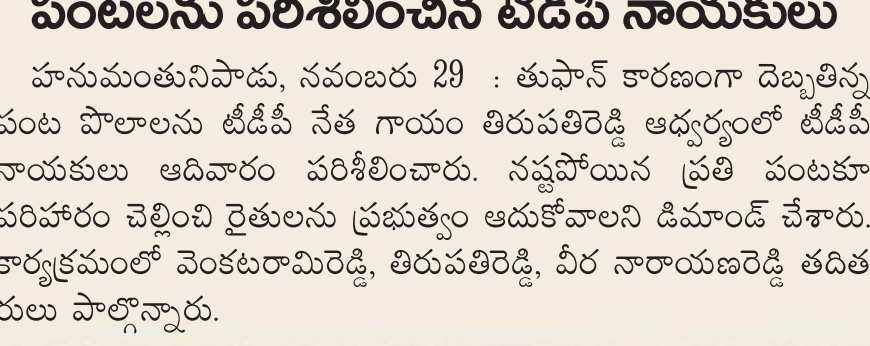 పంటలను పరిశీలించిన టీడీపీ నాయకులు
హనుమంతునిపాడు, నవంబరు 29 : తుఫాన్ కారణంగా దెబ్బతిన్న
పంట పొలాలను టీడీపీ నేత గాయం తిరుపతిరెడ్డి ఆధ్వర్యంలో టీడీపీ
నాయకులు ఆదివారం పరిశీలించారు. నష్టపోయిన ప్రతి పంటకూ
పరిహారం చెల్లించి రైతులను ప్రభుత్వం ఆదుకోవాలని డిమాండ్ చేశారు.
కార్యక్రమంలో వెంకటరామిరెడ్డి, తిరుపతిరెడ్డి, వీర నారాయణరెడ్డి తదిత
రులు పాల్గొన్నారు.